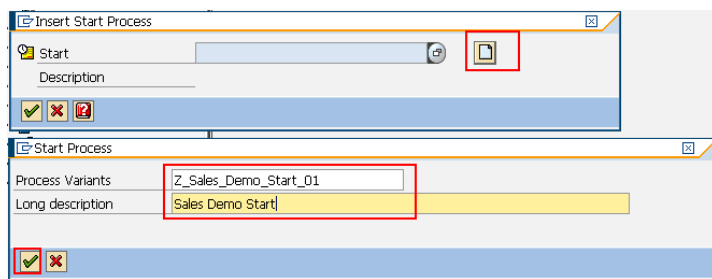 Insert Start Process
Start
Description
Start Process
Process Variants Z_Sales_Demo_Start_01
Long description Sales Demo Start